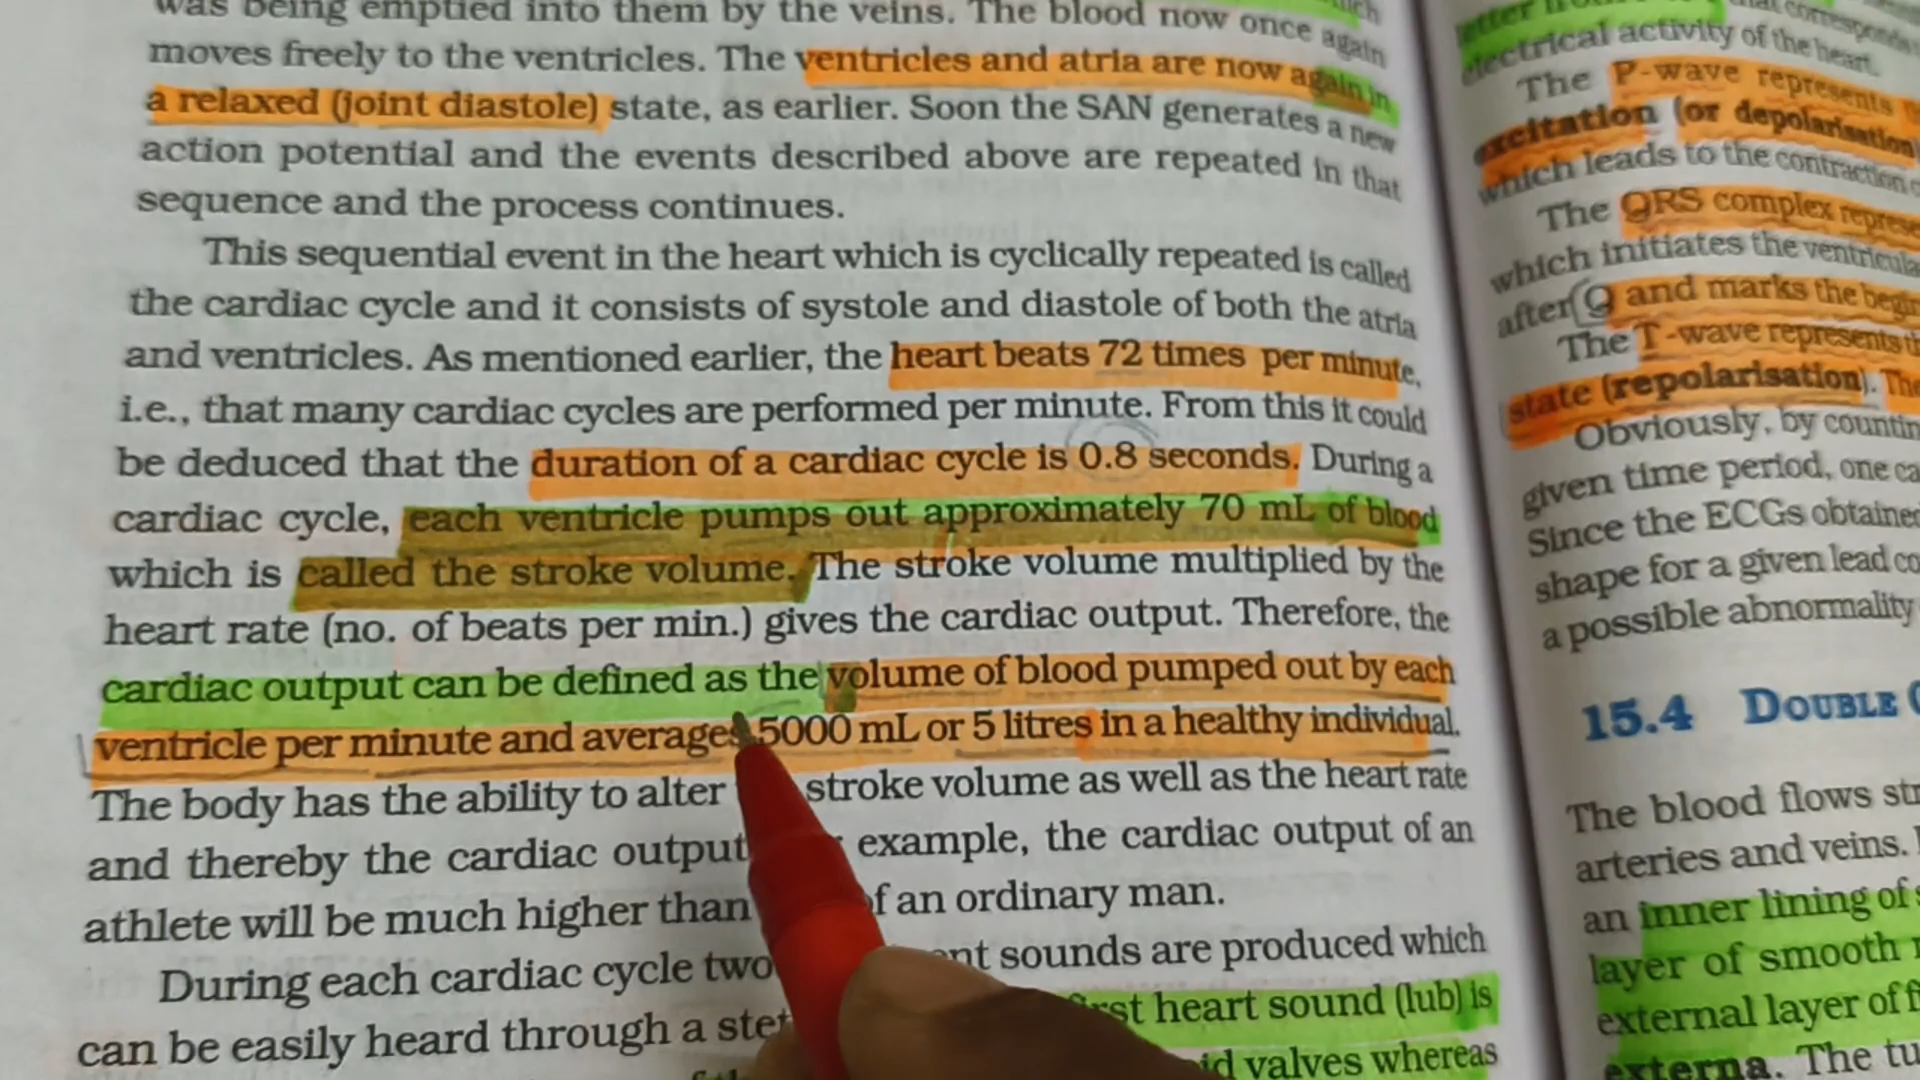 was being emptied into them by the veins. The blood now once again
moves freely to the ventricles. The ventricles and atria are now again in
a relaxed (joint diastole) state, as earlier. Soon the SAN generates a new
action potential and the events described above are repeated in that
sequence and the process continues.
This sequential event in the heart which is cyclically repeated is called
the cardiac cycle and it consists of systole and diastole of both the atria
and ventricles. As mentioned earlier, the heart beats 72 times per minute,
i.e., that many cardiac cycles are performed per minute. From this it could
be deduced that the duration of a cardiac cycle is 0.8 seconds. During a
cardiac cycle, each ventricle pumps out approximately 70 mL of blood
which is called the stroke volume. The stroke volume multiplied by the
heart rate (no. of beats per min.) gives the cardiac output. Therefore, the
cardiac output can be defined as the volume of blood pumped out by each
ventricle per minute and averages 5000 mL or 5 litres in a healthy individual.
The body has the ability to alter stroke volume as well as the heart rate
and thereby the cardiac output example, the cardiac output of an
athlete will be much higher than of an ordinary man.
During each cardiac cycle two sounds are produced which
can be easily heard through a heart sound (lub) is
valves whereas
electrical activity of the heart.
The P-wave represents
excitation (or depolarisation)
which leads to the contraction
The QRS complex
which initiates the
after Q and marks the
The T-wave represents
state (repolarisation). The
Obviously, by
given time period, one
Since the ECGs
shape for a given lead
a possible abnormality
15.4 DOUBLE
The blood flows
arteries and veins.
an inner lining of
layer of smooth
external layer of
externa. The